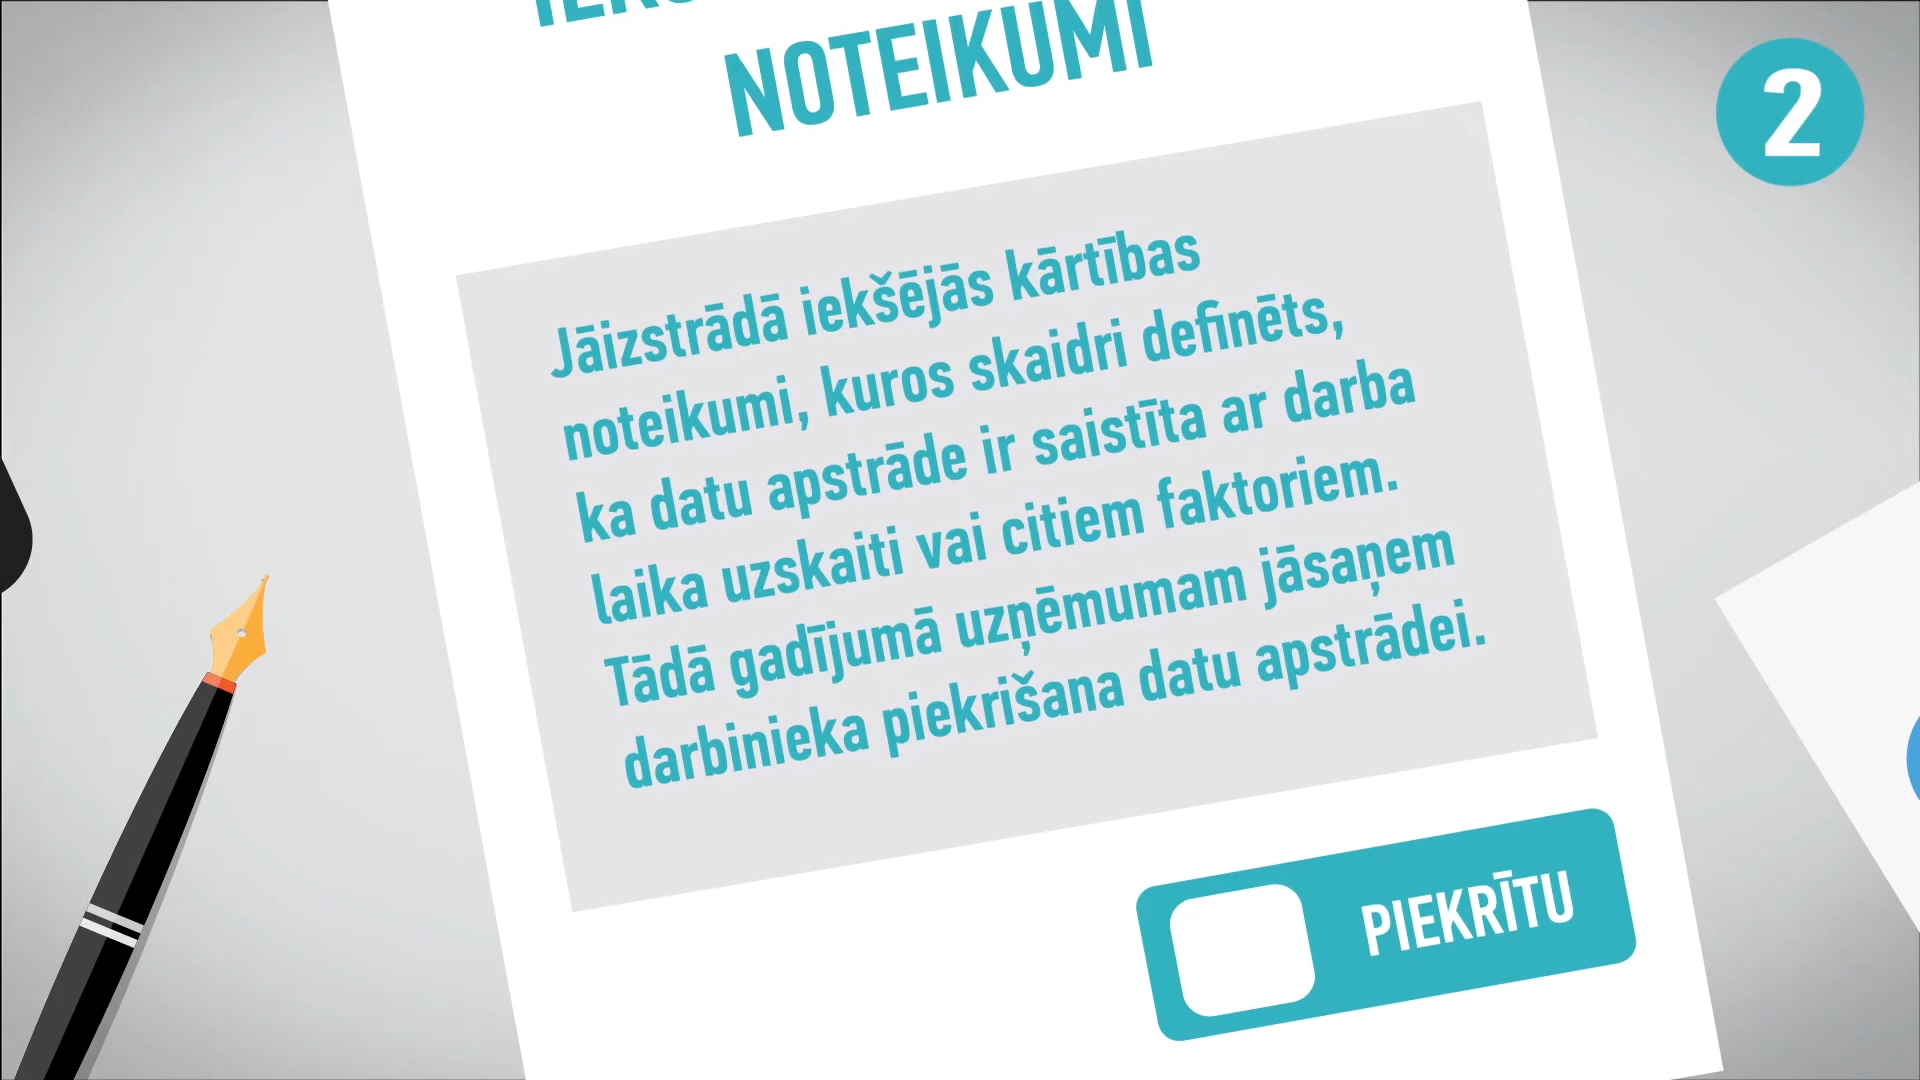 NOTEIKUMI
2
Jāizstrādā iekšējās kārtības
noteikumi, kuros skaidri definēts,
ka datu apstrāde ir saistīta ar darba
laika uzskaiti vai citiem faktoriem.
Tādā gadījumā uzņēmumam jāsaņem
darbinieka piekrišana datu apstrādei.
PIEKRĪTU